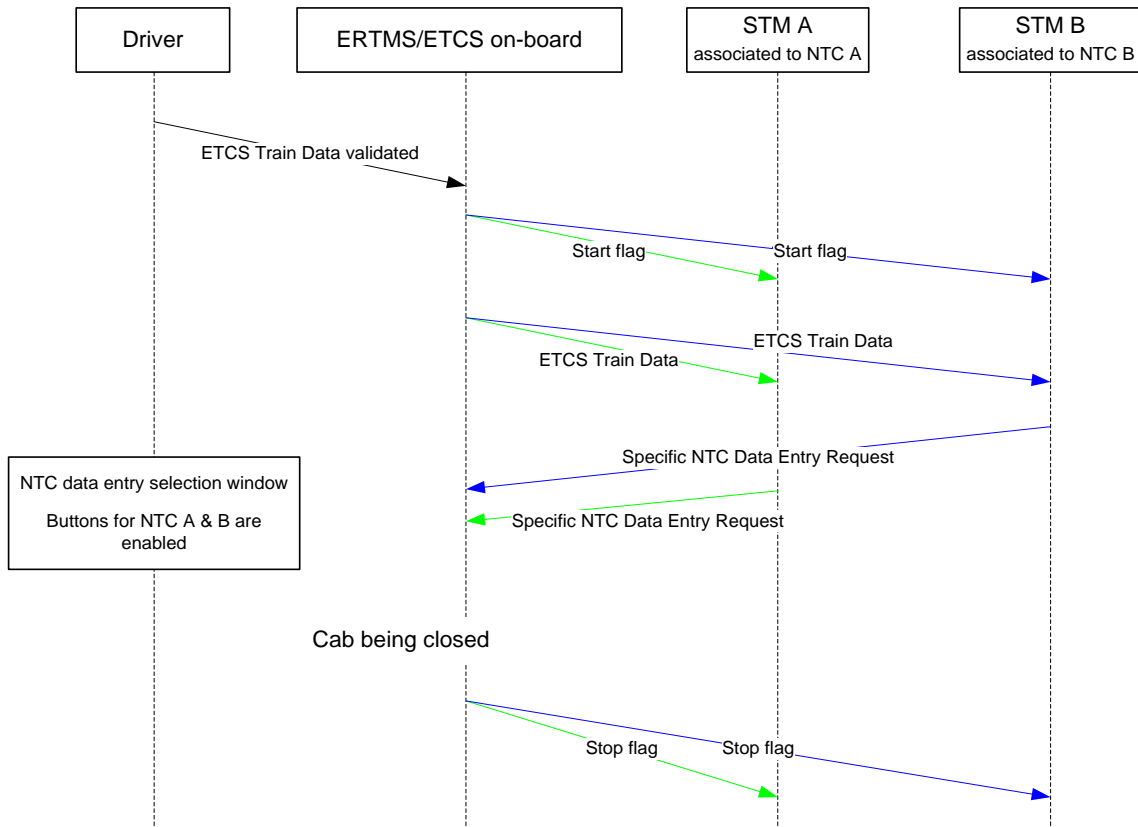 Driver
ERTMS/ETCS on-board
STM A
associated to NTC A
STM B
associated to NTC B
ETCS Train Data validated
Start flag
Start flag
ETCS Train Data
ETCS Train Data
Specific NTC Data Entry Request
NTC data entry selection window
Buttons for NTC A & B are
enabled
Specific NTC Data Entry Request
Cab being closed
Stop flag
Stop flag